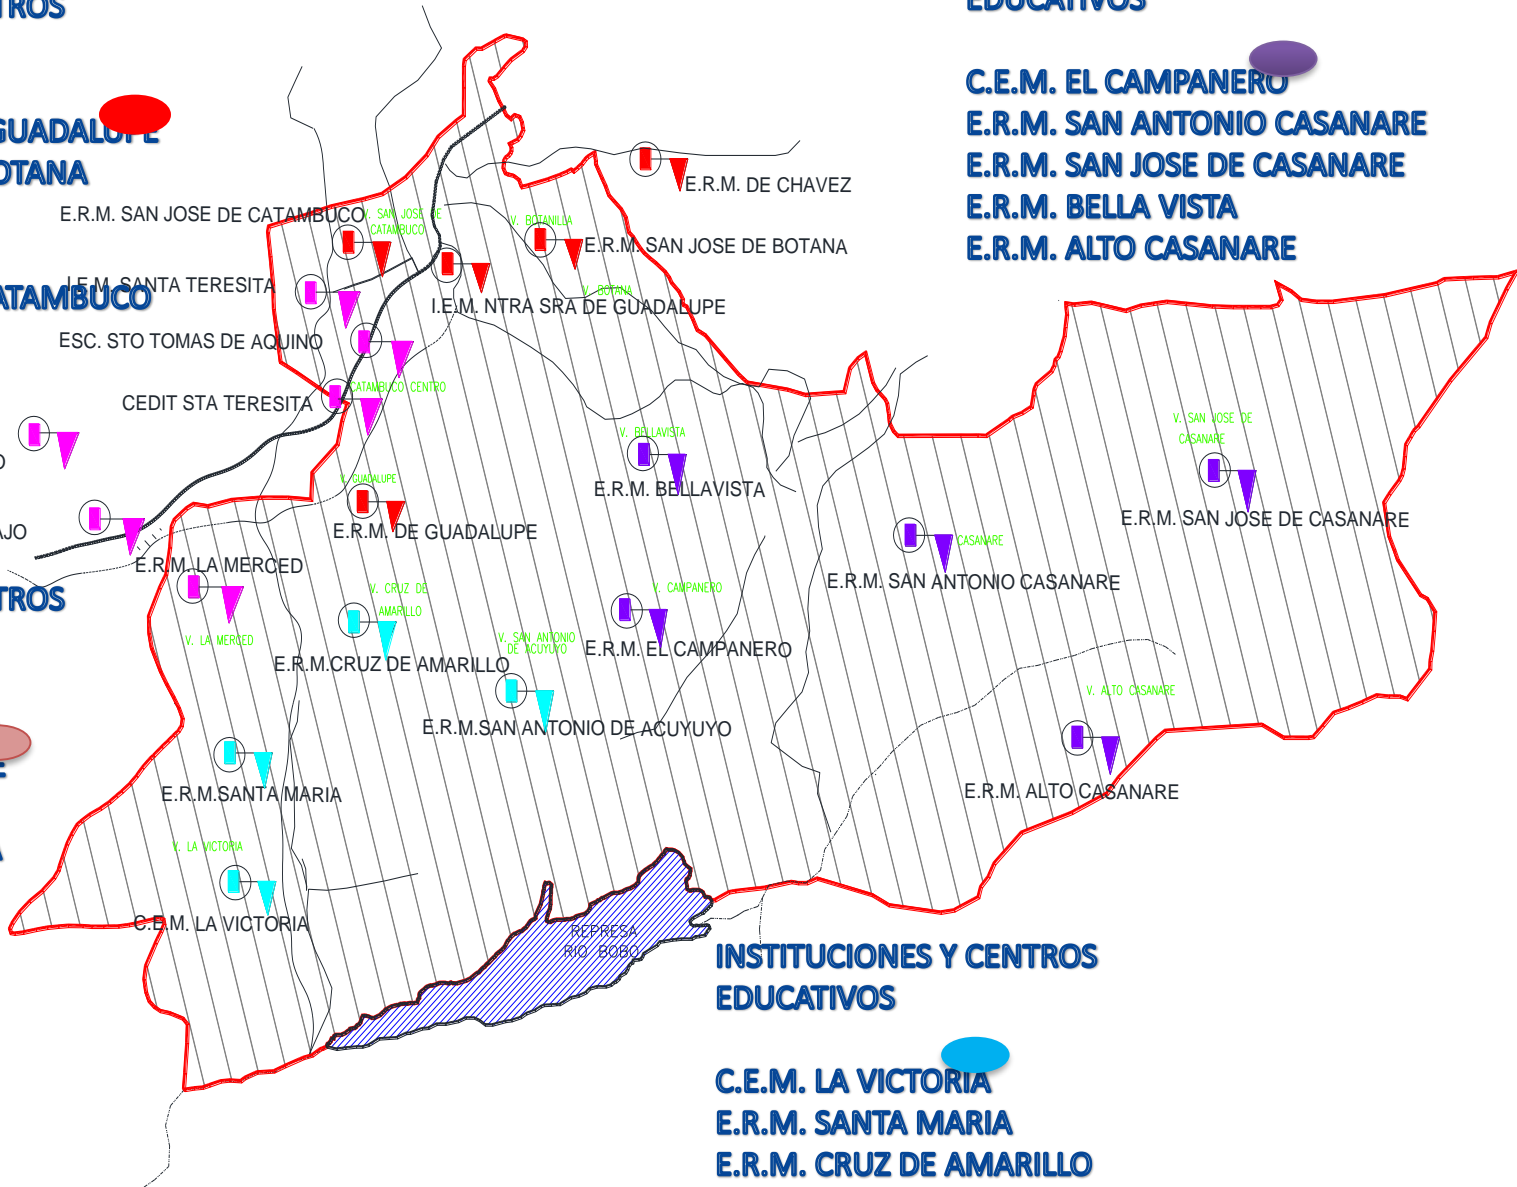 TROS
EDUCATIVOS
C.E.M. EL CAMPANERO
E.R.M. SAN ANTONIO CASANARE
E.R.M. SAN JOSE DE CASANARE
E.R.M. BELLA VISTA
E.R.M. ALTO CASANARE
GUADALUPE
OTANA
E.R.M. DE CHAVEZ
E.R.M. SAN JOSE DE CATAMBUCO
V. SAN JOSE DE
CATAMBUCO
V. BOTANILLA
E.R.M. SAN JOSE DE BOTANA
I.E.M. SANTA TERESITA
ATAMBUCO
V. BOTANA
I.E.M. NTRA SRA DE GUADALUPE
ESC. STO TOMAS DE AQUINO
CATAMBUCO CENTRO
CEDIT STA TERESITA
V. SAN JOSE DE
CASANARE
V. BELLAVISTA
O
V. GUADALUPE
E.R.M. BELLAVISTA
E.R.M. SAN JOSE DE CASANARE
AJO
E.R.M. DE GUADALUPE
CASANARE
E.R.M. LA MERCED
E.R.M. SAN ANTONIO CASANARE
TROS
V. CRUZ DE
AMARILLO
V. CAMPANERO
V. LA MERCED
V. SAN ANTONIO
DE ACUYUYO
E.R.M. EL CAMPANERO
E.R.M.CRUZ DE AMARILLO
V. ALTO CASANARE
E.R.M.SAN ANTONIO DE ACUYUYO
E
E.R.M.SANTA MARIA
E.R.M. ALTO CASANARE
V. LA VICTORIA
A
C.E.M. LA VICTORIA
REPRESA
RIO BOBO
INSTITUCIONES Y CENTROS
EDUCATIVOS
C.E.M. LA VICTORIA
E.R.M. SANTA MARIA
E.R.M. CRUZ DE AMARILLO